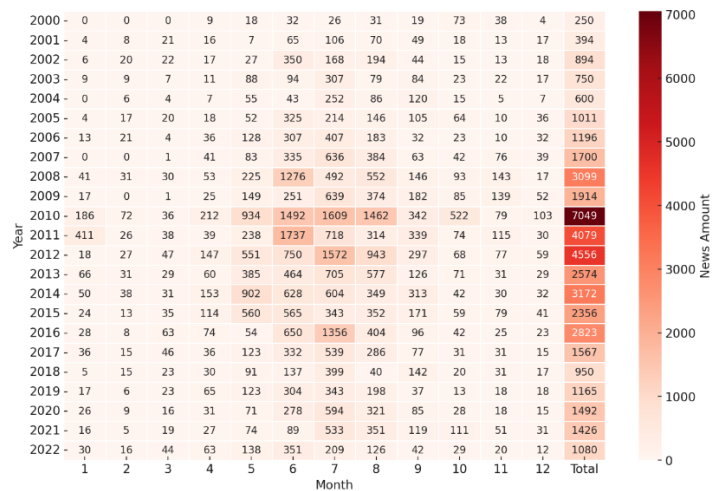 2000 0 0 0 9 18 32 26 31 19 73 38 4 250
2001 4 8 21 16 7 65 106 70 49 18 13 17 394
2002 6 20 22 17 27 350 168 194 44 15 13 18 894
2003 9 9 7 11 88 94 307 79 84 23 22 17 750
2004 0 6 4 7 55 43 252 86 120 15 5 7 600
2005 4 17 20 18 52 325 214 146 105 64 10 36 1011
2006 13 21 4 36 128 307 407 183 32 23 10 32 1196
2007 0 0 1 41 83 335 636 384 63 42 76 39 1700
2008 41 31 30 53 225 1276 492 552 146 93 143 17 3099
2009 17 0 1 25 149 251 639 374 182 85 139 52 1914
2010 186 72 36 212 934 1492 1609 1462 342 522 79 103 7049
2011 411 26 38 39 238 1737 718 314 339 74 115 30 4079
2012 18 27 47 147 551 750 1572 943 297 68 77 59 4556
2013 66 31 29 60 385 464 705 577 126 71 31 29 2574
2014 50 38 31 153 902 628 604 349 313 42 30 32 3172
2015 24 13 35 114 560 565 343 352 171 59 79 41 2356
2016 28 8 63 74 54 650 1356 404 96 42 25 23 2823
2017 36 15 46 36 123 332 539 286 77 31 31 15 1567
2018 5 15 23 30 91 137 399 40 142 20 31 17 950
2019 17 6 23 65 123 304 343 198 37 13 18 18 1165
2020 26 9 16 31 71 278 594 321 85 28 18 15 1492
2021 16 5 19 27 74 89 533 351 119 111 51 31 1426
2022 30 16 44 63 138 351 209 126 42 29 20 12 1080
1 2 3 4 5 6 7 8 9 10 11 12 Total
Month
Year
7000
6000
5000
4000
3000
2000
1000
0
News Amount